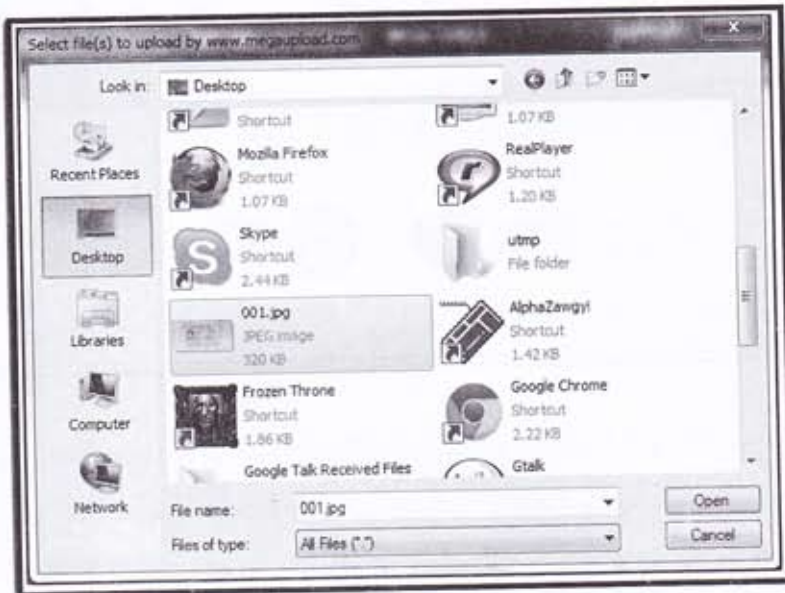 Select file(s) to upload by www.megaupload.com
Look in:
Desktop
Recent Places
Desktop
Libraries
Computer
Network
Shortcut
1.07 KB
Mozilla Firefox
Shortcut
1.07 KB
RealPlayer
Shortcut
1.20 KB
Skype
Shortcut
2.44 KB
utmp
File folder
001.jpg
JPEG image
320 KB
AlphaZawgyi
Shortcut
1.42 KB
Frozen Throne
Shortcut
1.86 KB
Google Chrome
Shortcut
2.22 KB
Google Talk Received Files
Gtalk
File name:
001.jpg
Open
Files of type:
All Files (*.*)
Cancel